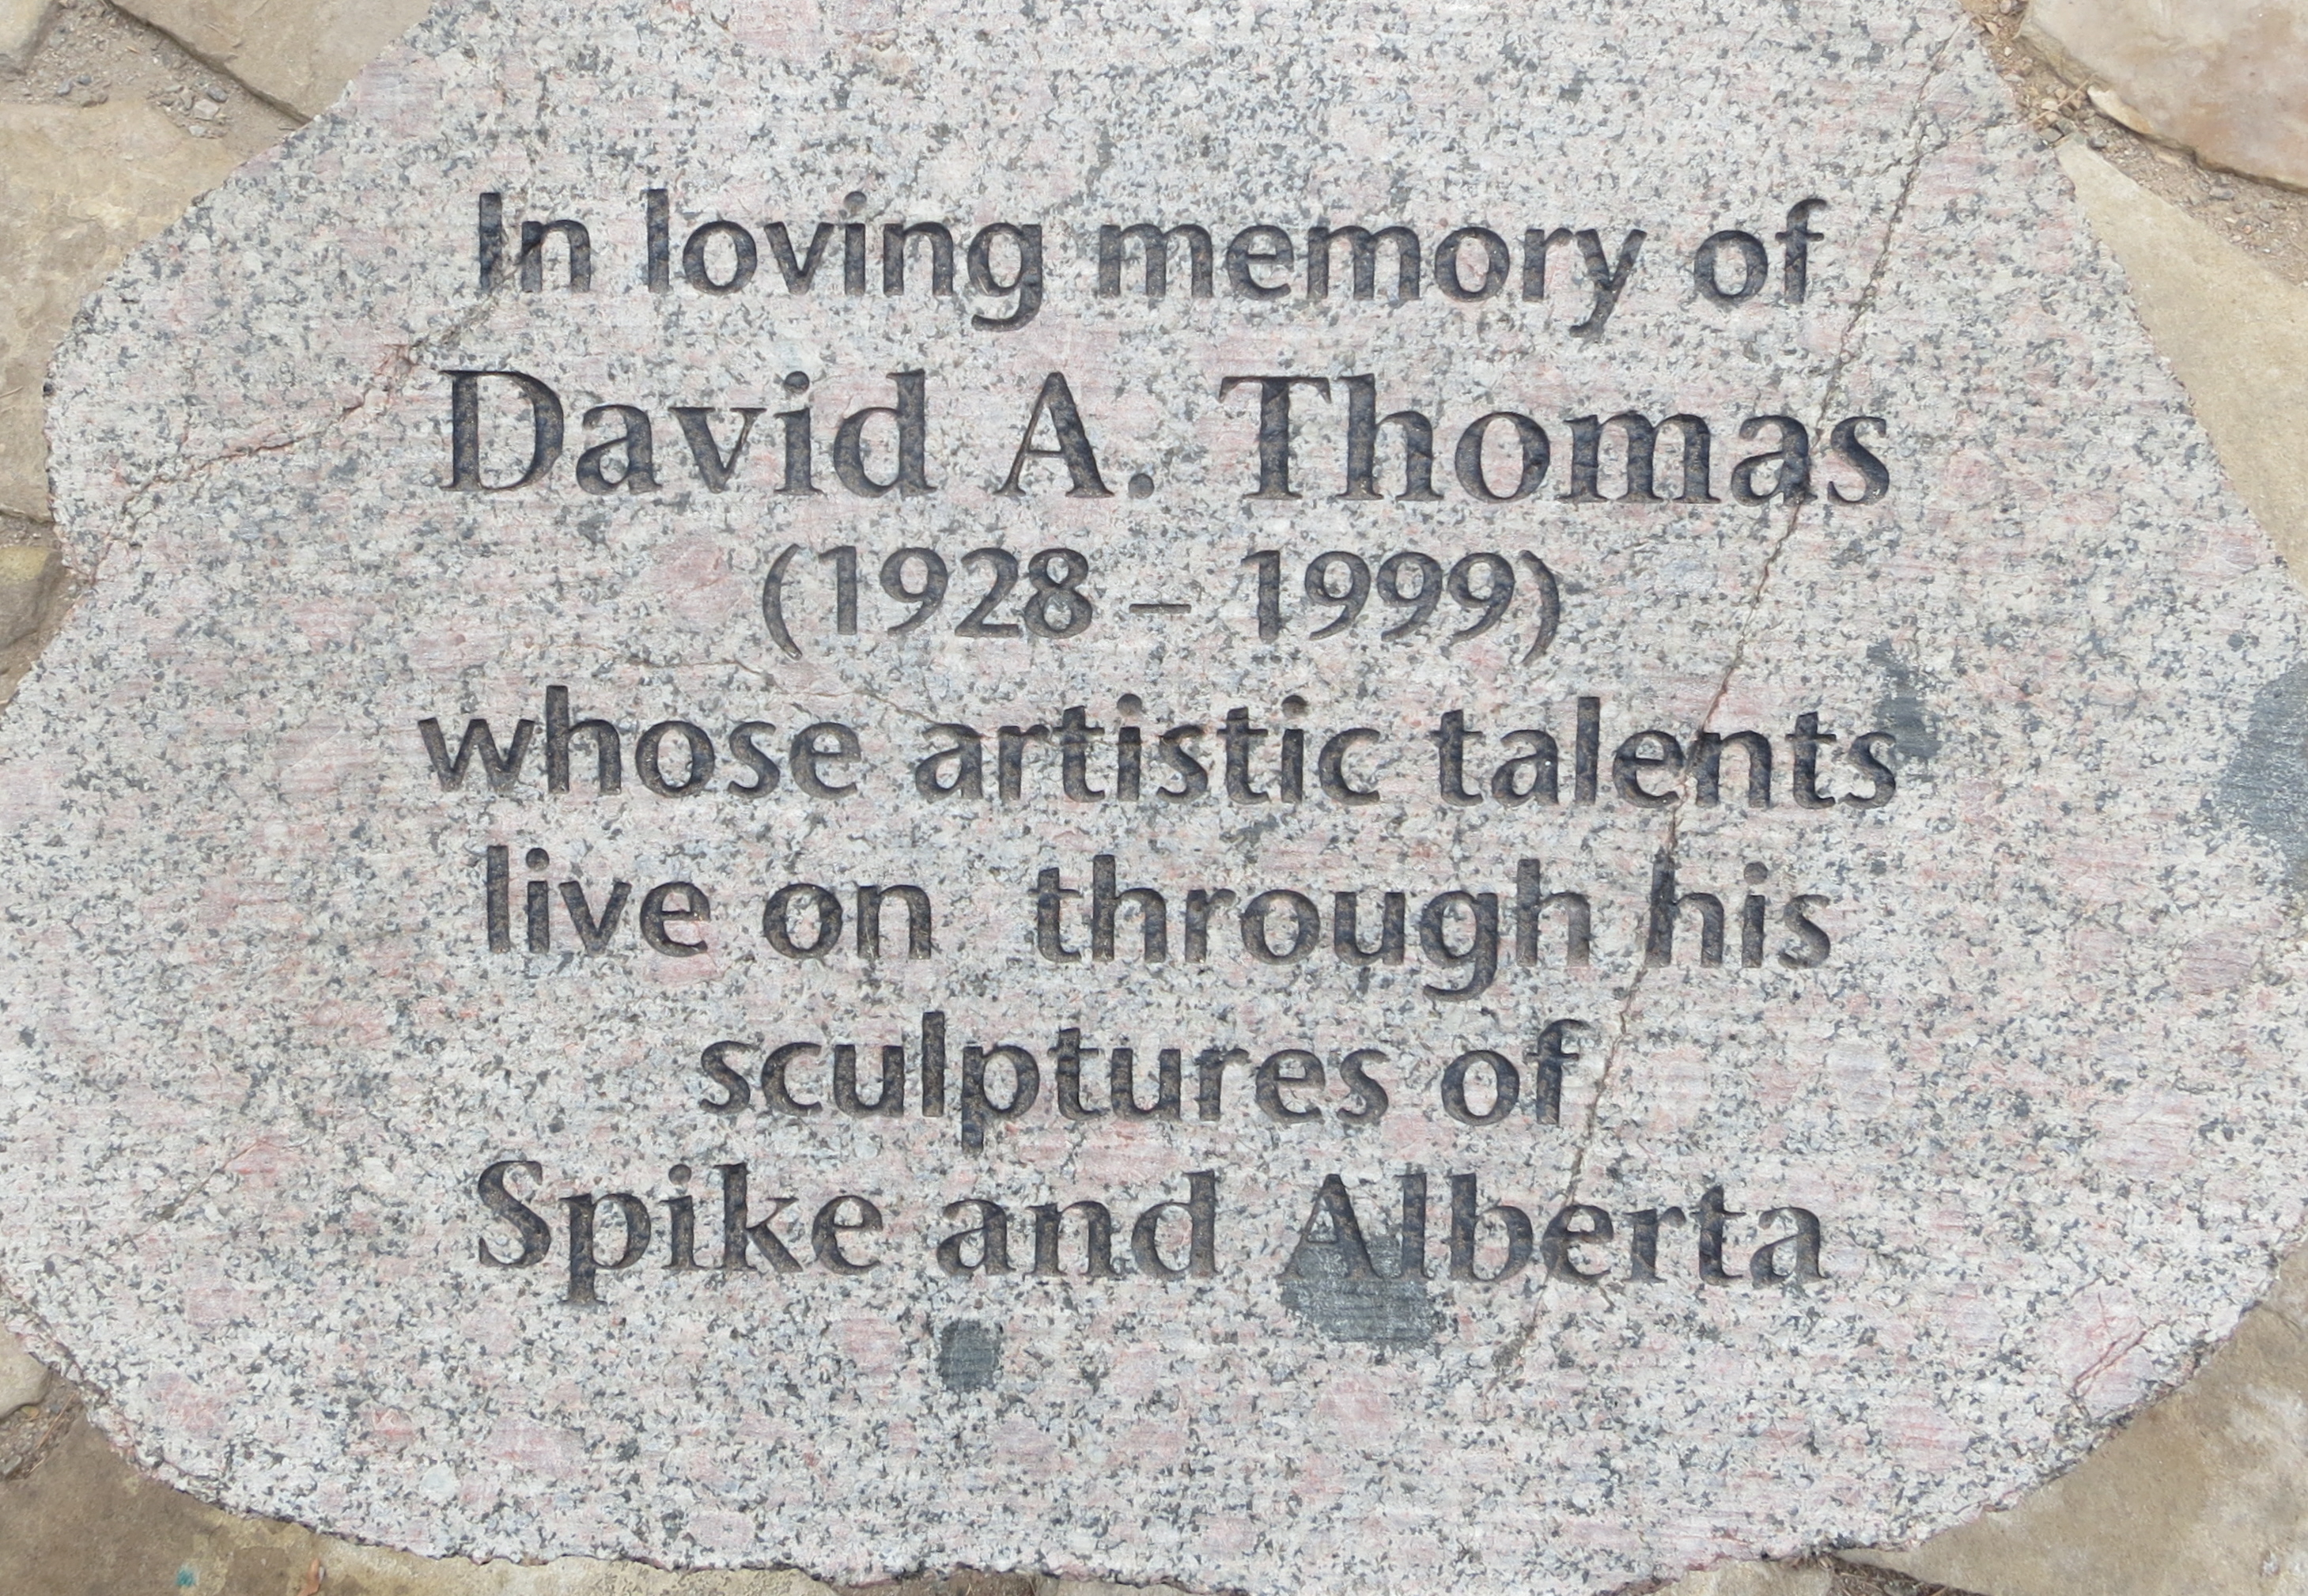 In loving memory of
David A. Thomas
(1928 – 1999)
whose artistic talents
live on through his
sculptures of
Spike and Alberta